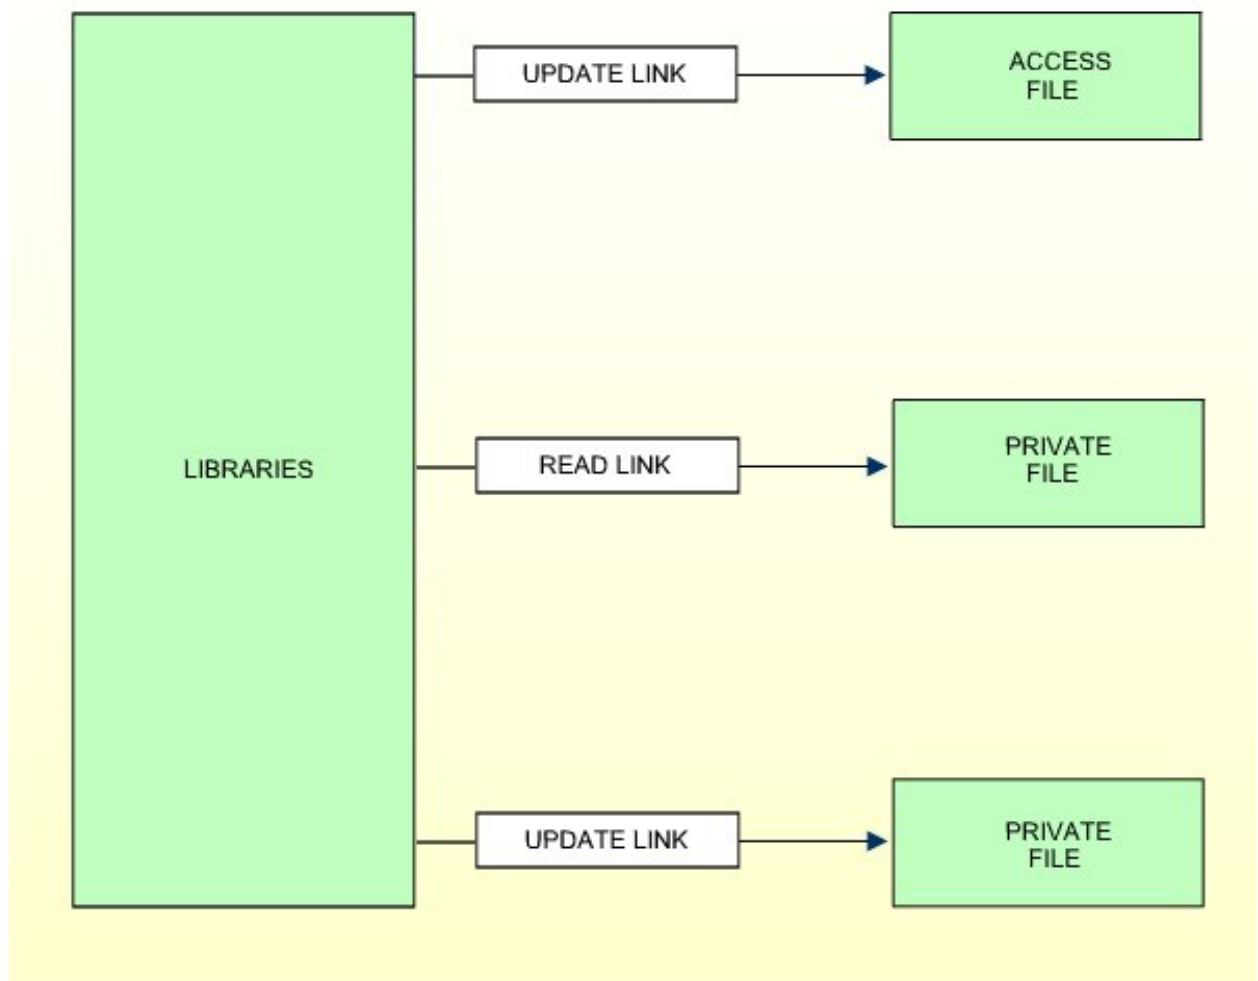 UPDATE LINK
ACCESS
FILE
LIBRARIES
READ LINK
PRIVATE
FILE
UPDATE LINK
PRIVATE
FILE